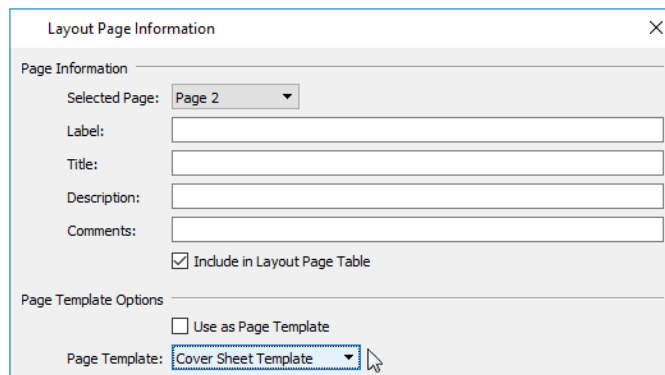 Layout Page Information
Page Information
Selected Page: Page 2
Label:
Title:
Description:
Comments:
Include in Layout Page Table
Page Template Options
Use as Page Template
Page Template: Cover Sheet Template